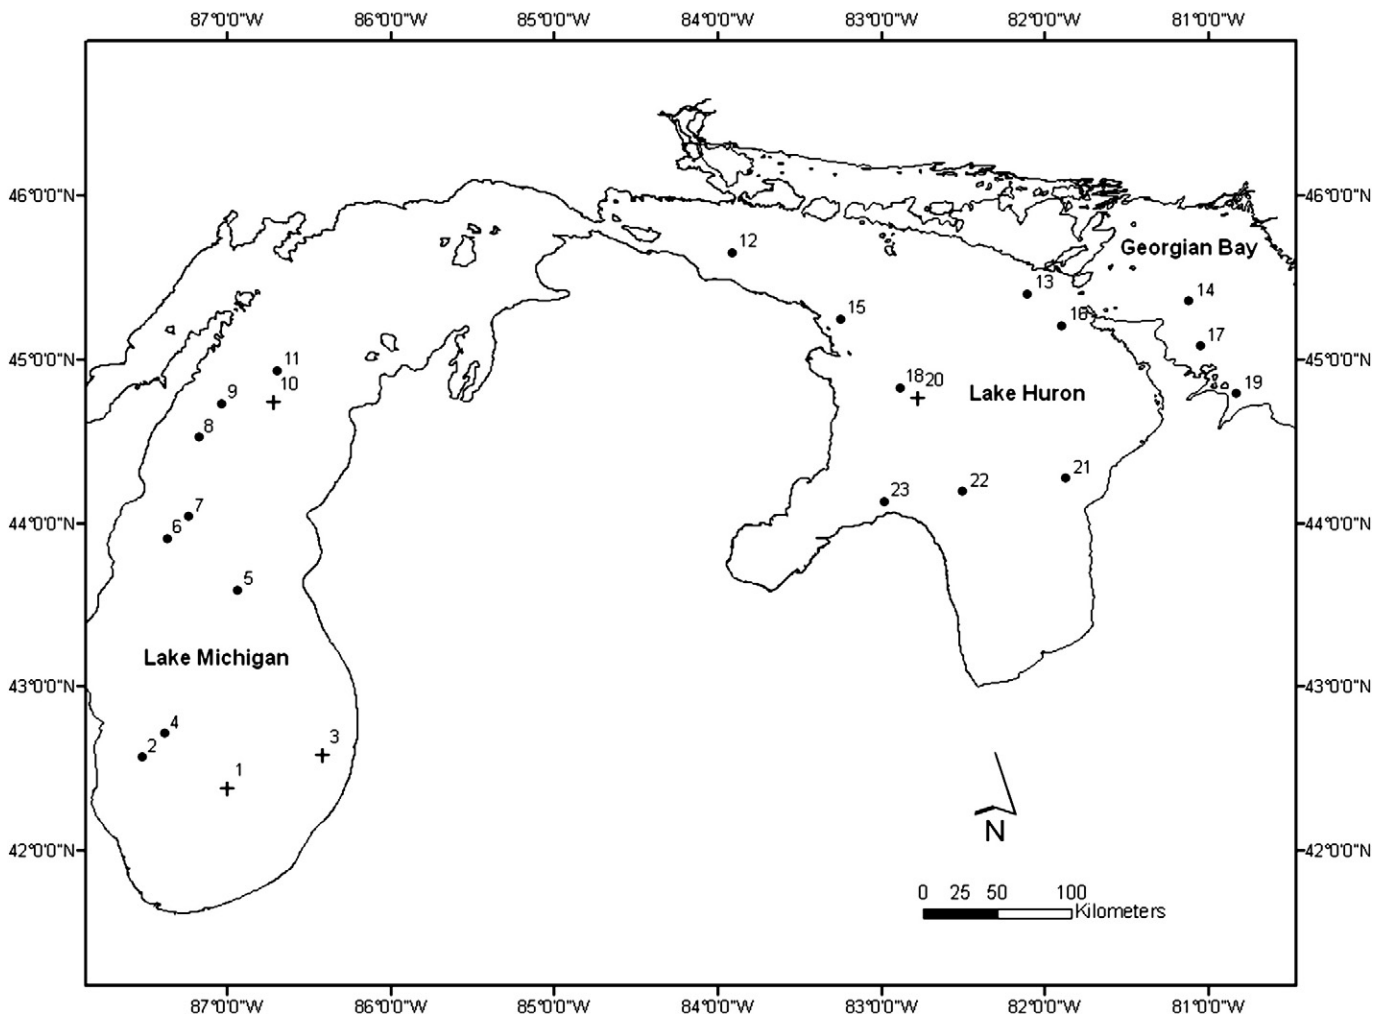 87°0'0"W 86°0'0"W 85°0'0"W 84°0'0"W 83°0'0"W 82°0'0"W 81°0'0"W
46°0'0"N 46°0'0"N
Georgian Bay
12
13
14
15
16
17
45°0'0"N 45°0'0"N
11
10
9
18 20
19
Lake Huron
8
21
22
23
7
44°0'0"N 44°0'0"N
6
5
Lake Michigan
43°0'0"N 43°0'0"N
4
3
2
1
N
42°0'0"N 42°0'0"N
0 25 50 100
Kilometers
87°0'0"W 86°0'0"W 85°0'0"W 84°0'0"W 83°0'0"W 82°0'0"W 81°0'0"W